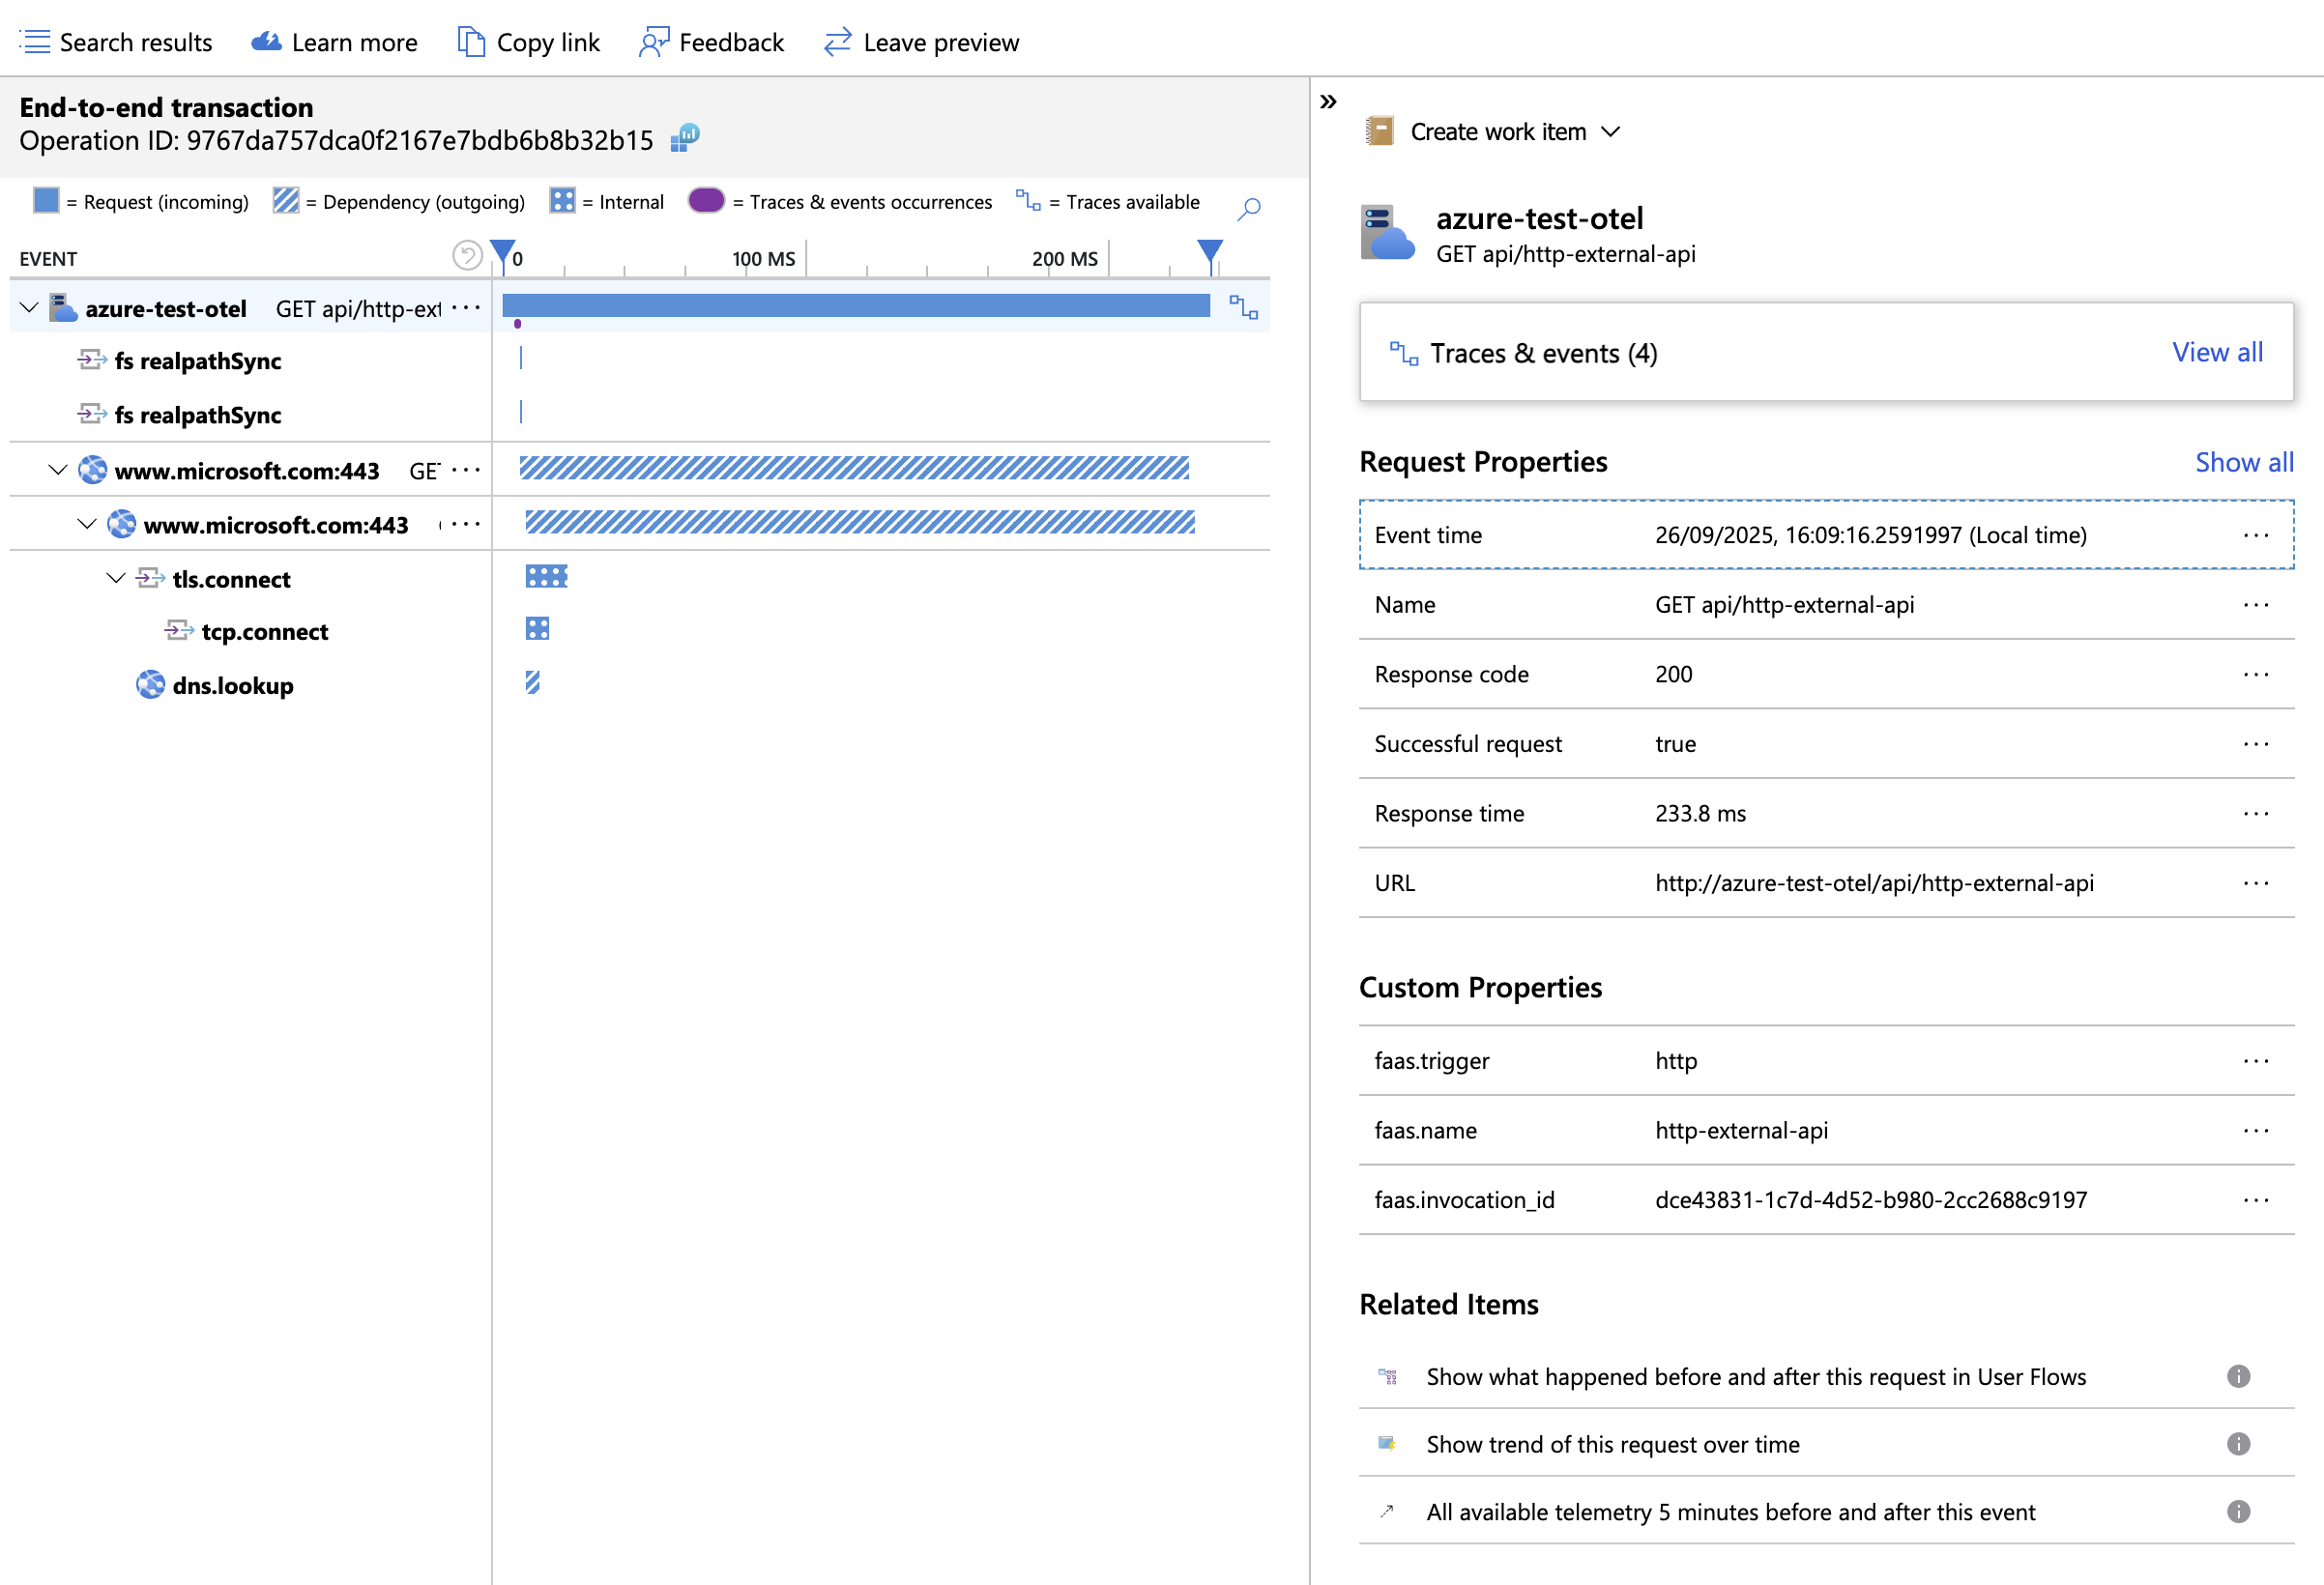 Search results
Learn more
Copy link
Feedback
Leave preview
End-to-end transaction
Operation ID: 9767da757dca0f2167e7bdb6b8b32b15
= Request (incoming)
= Dependency (outgoing)
= Internal
= Traces & events occurrences
= Traces available
EVENT
0
100 MS
200 MS
azure-test-otel GET api/http-ext ...
fs realpathSync
fs realpathSync
www.microsoft.com:443 GET ...
www.microsoft.com:443 ...
tls.connect
tcp.connect
dns.lookup
Create work item
azure-test-otel
GET api/http-external-api
Traces & events (4)
View all
Request Properties
Show all
Event time 26/09/2025, 16:09:16.2591997 (Local time) ...
Name GET api/http-external-api ...
Response code 200 ...
Successful request true ...
Response time 233.8 ms ...
URL http://azure-test-otel/api/http-external-api ...
Custom Properties
faas.trigger http ...
faas.name http-external-api ...
faas.invocation_id dce43831-1c7d-4d52-b980-2cc2688c9197 ...
Related Items
Show what happened before and after this request in User Flows
Show trend of this request over time
All available telemetry 5 minutes before and after this event